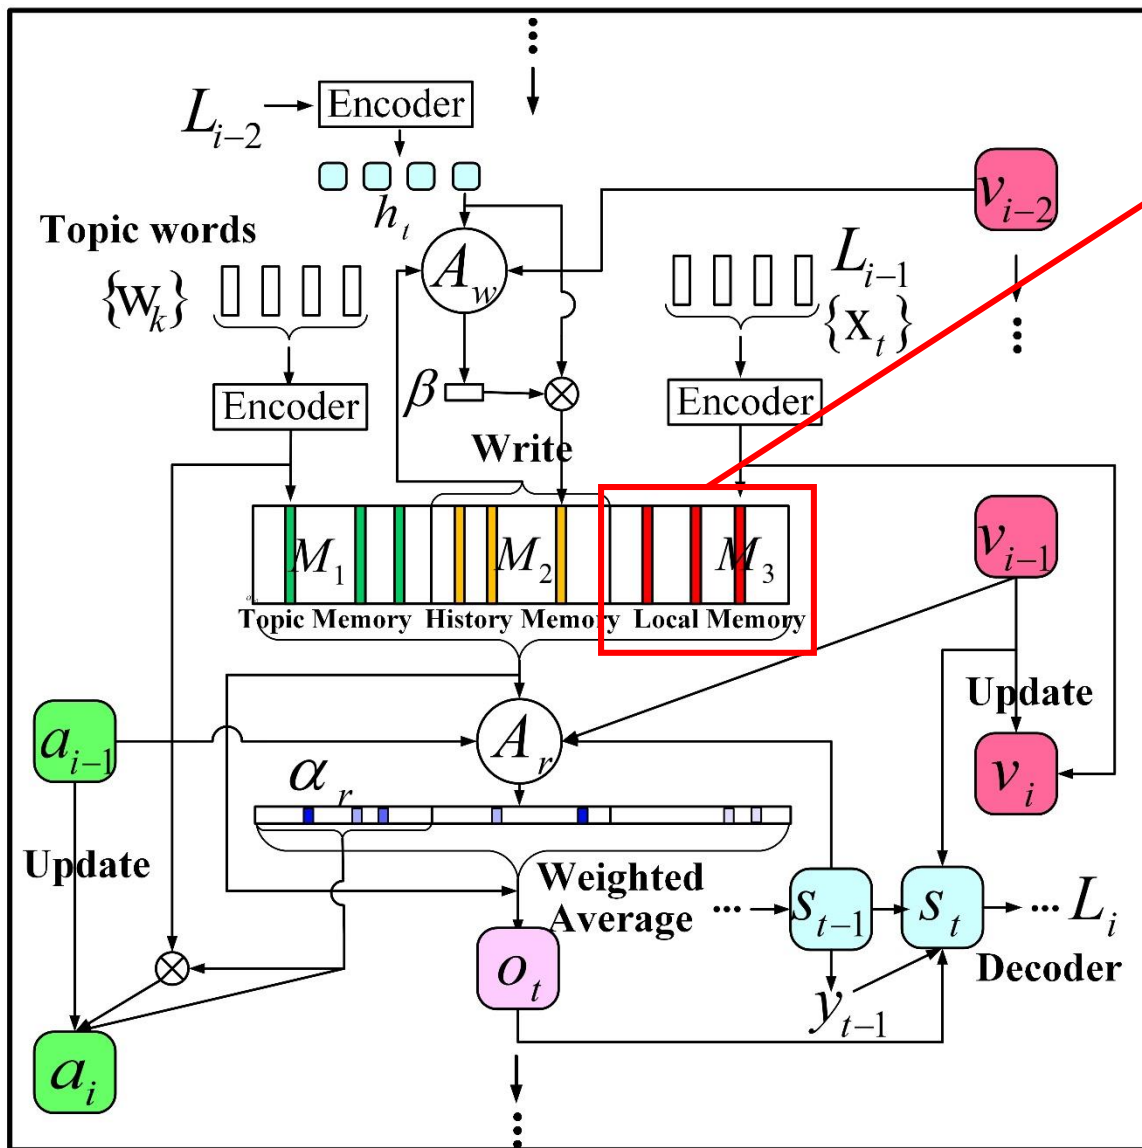 L_{i-2}
Encoder
h_t
v_{i-2}
Topic words
{w_k}
A_w
L_{i-1}
{x_t}
β
Encoder
Encoder
Write
M_1
M_2
M_3
v_{i-1}
Topic Memory
History Memory
Local Memory
Update
a_{i-1}
A_r
v_i
α_r
Update
Weighted
Average
...
s_{t-1}
s_t
... L_i
Decoder
o_t
y_{t-1}
a_i